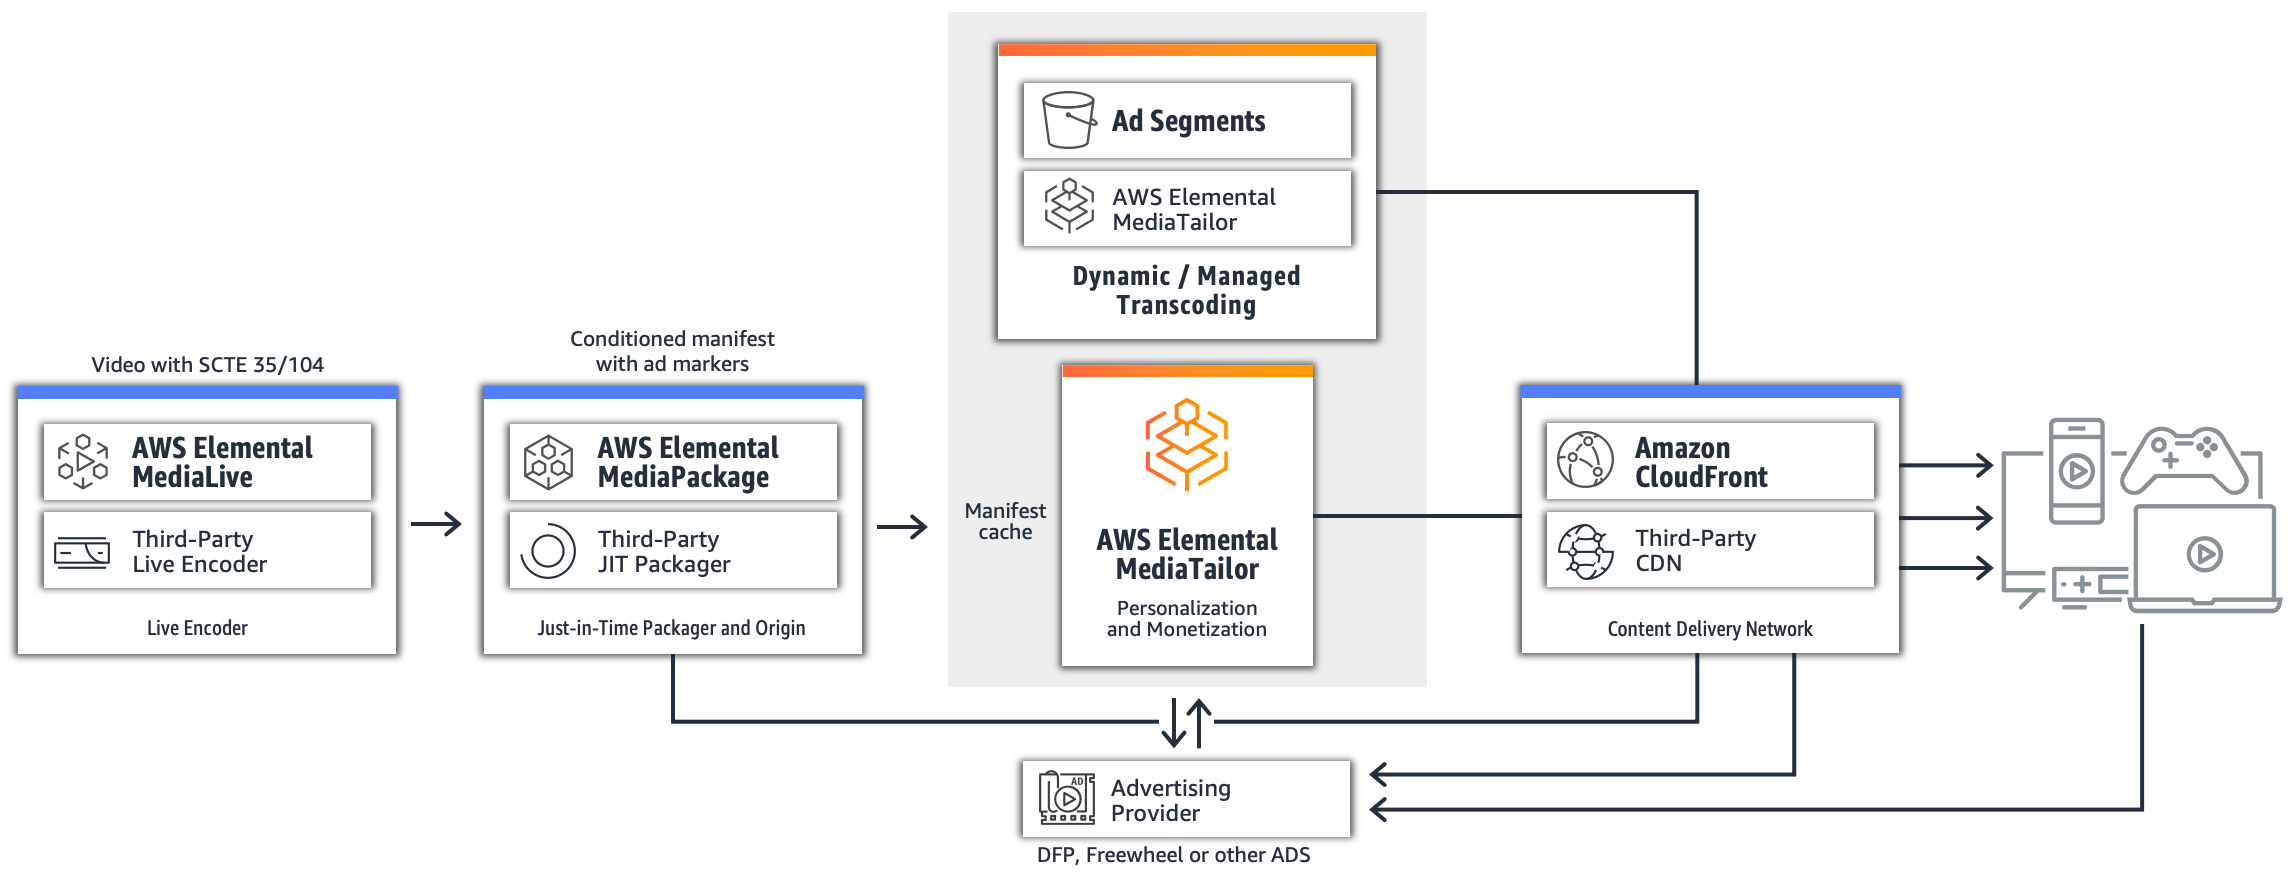 Video with SCTE 35/104
AWS Elemental
MediaLive
Third-Party
Live Encoder
Live Encoder
Conditioned manifest
with ad markers
AWS Elemental
MediaPackage
Third-Party
JIT Packager
Just-in-Time Packager and Origin
Ad Segments
AWS Elemental
MediaTailor
Dynamic / Managed
Transcoding
Manifest
cache
AWS Elemental
MediaTailor
Personalization
and Monetization
Amazon
CloudFront
Third-Party
CDN
Content Delivery Network
AD
Advertising
Provider
DFP, Freewheel or other ADS